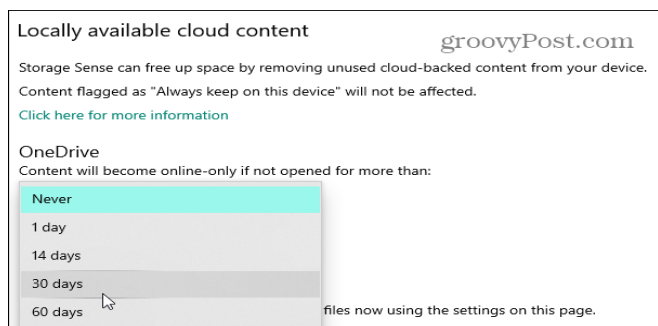 Locally available cloud content
groovyPost.com
Storage Sense can free up space by removing unused cloud-backed content from your device.
Content flagged as "Always keep on this device" will not be affected.
Click here for more information
OneDrive
Content will become online-only if not opened for more than:
Never
1 day
14 days
30 days
60 days
files now using the settings on this page.